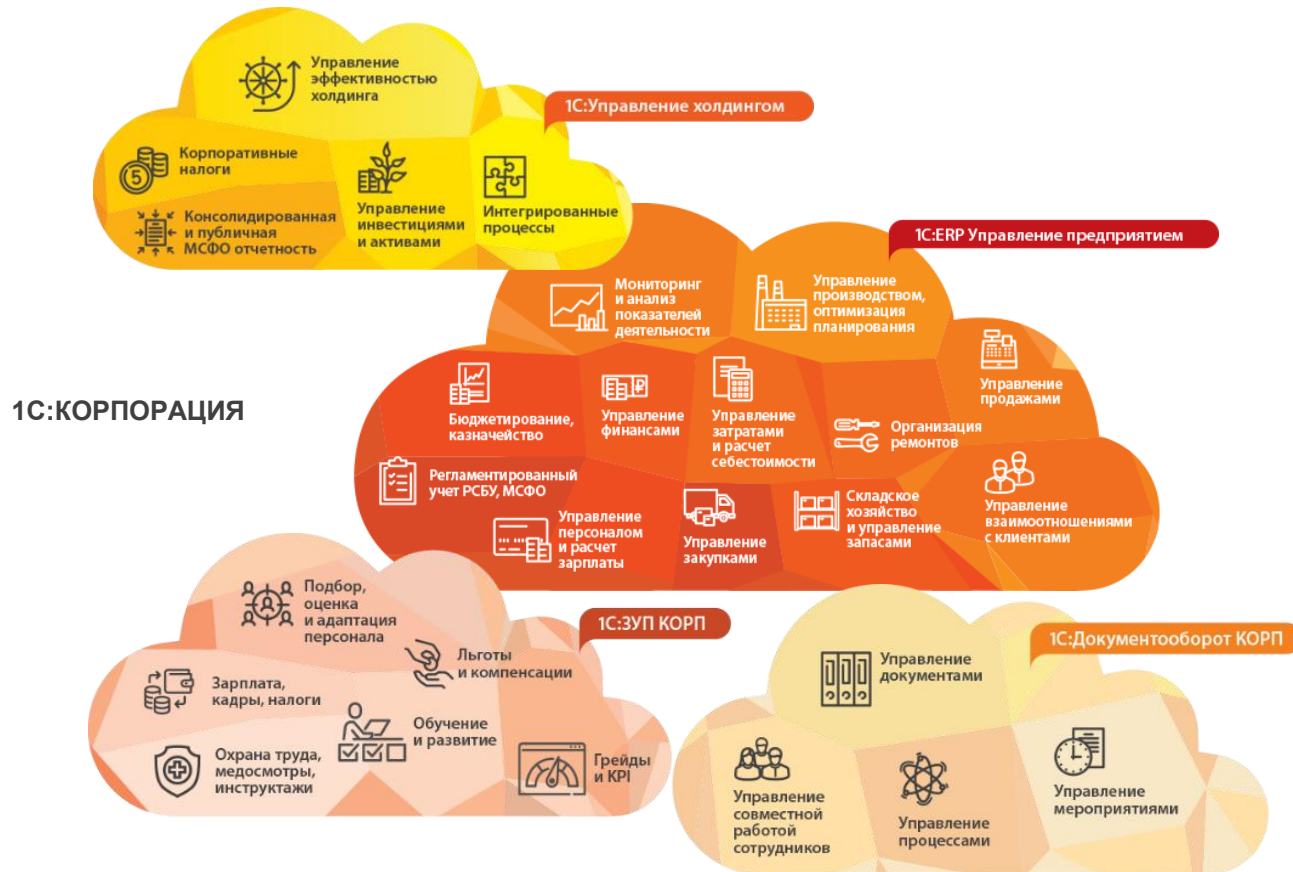 Управление
эффективностью
холдинга
1С:Управление холдингом
Корпоративные
налоги
5
Консолидированная
и публичная
МСФО отчетность
Управление
инвестициями
и активами
Интегрированные
процессы
1С:ERP Управление предприятием
Мониторинг
и анализ
показателей
деятельности
Управление
производством,
оптимизация
планирования
Управление
продажами
1С:КОРПОРАЦИЯ
Бюджетирование,
казначейство
₽
Управление
финансами
Управление
затратами
и расчет
себестоимости
Организация
ремонтов
Регламентированный
учет РСБУ, МСФО
Управление
персоналом
и расчет
зарплаты
Управление
закупками
Складское
хозяйство
и управление
запасами
Управление
взаимоотношениями
с клиентами
1С:ЗУП КОРП
Подбор,
оценка
и адаптация
персонала
Льготы
и компенсации
Зарплата,
кадры, налоги
Обучение
и развитие
Охрана труда,
медосмотры,
инструктажи
Грейды
и KPI
1С:Документооборот КОРП
Управление
документами
Управление
совместной
работой
сотрудников
Управление
процессами
Управление
мероприятиями